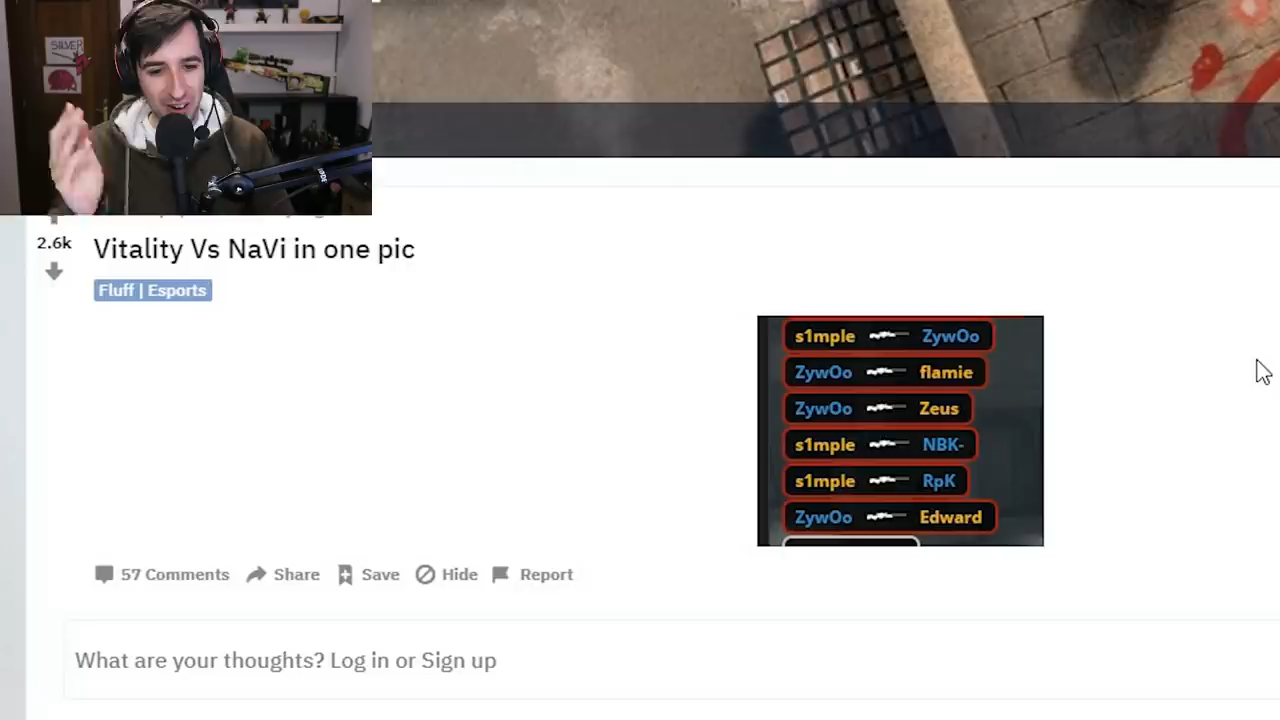 SILVER
2.6k
Vitality Vs NaVi in one pic
Fluff | Esports
s1mple ZywOo
ZywOo flamie
ZywOo Zeus
s1mple NBK-
s1mple RpK
ZywOo Edward
57 Comments Share Save Hide Report
What are your thoughts? Log in or Sign up